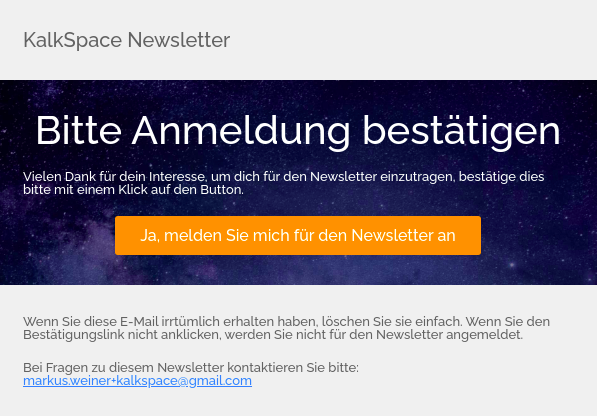 KalkSpace Newsletter
Bitte Anmeldung bestätigen
Vielen Dank für dein Interesse, um dich für den Newsletter einzutragen, bestätige dies
bitte mit einem Klick auf den Button.
Ja, melden Sie mich für den Newsletter an
Wenn Sie diese E-Mail irrtümlich erhalten haben, löschen Sie sie einfach. Wenn Sie den
Bestätigungslink nicht anklicken, werden Sie nicht für den Newsletter angemeldet.
Bei Fragen zu diesem Newsletter kontaktieren Sie bitte:
markus.weiner+kalkspace@gmail.com